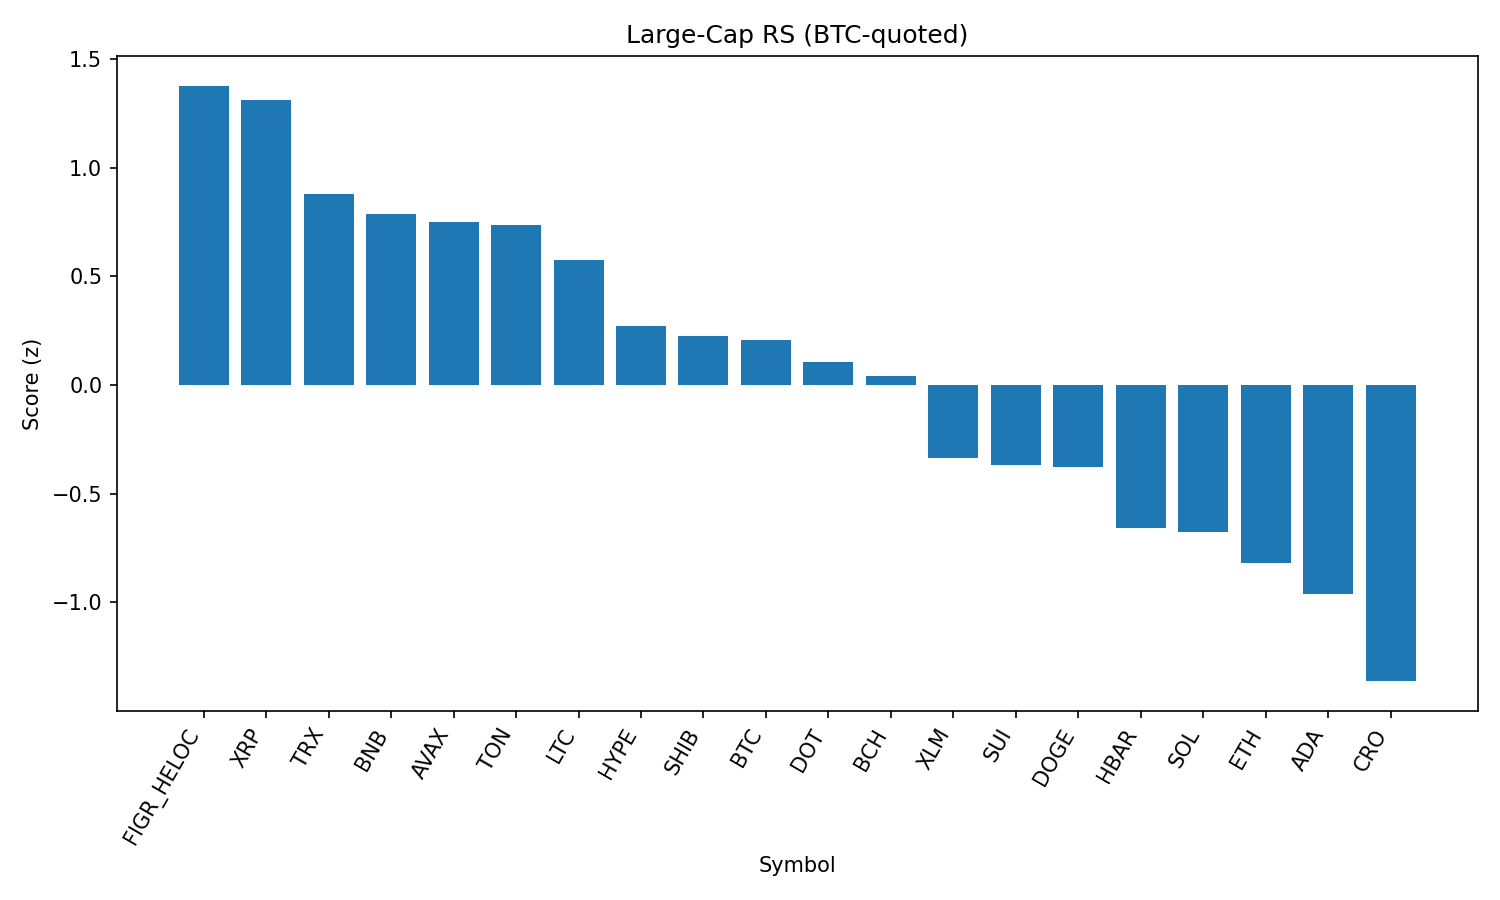 Large-Cap RS (BTC-quoted)
Score (z)
1.5
1.0
0.5
0.0
−0.5
−1.0
FIGR_HELOC
XRP
TRX
BNB
AVAX
TON
LTC
HYPE
SHIB
BTC
DOT
BCH
XLM
SUI
DOGE
HBAR
SOL
ETH
ADA
CRO
Symbol